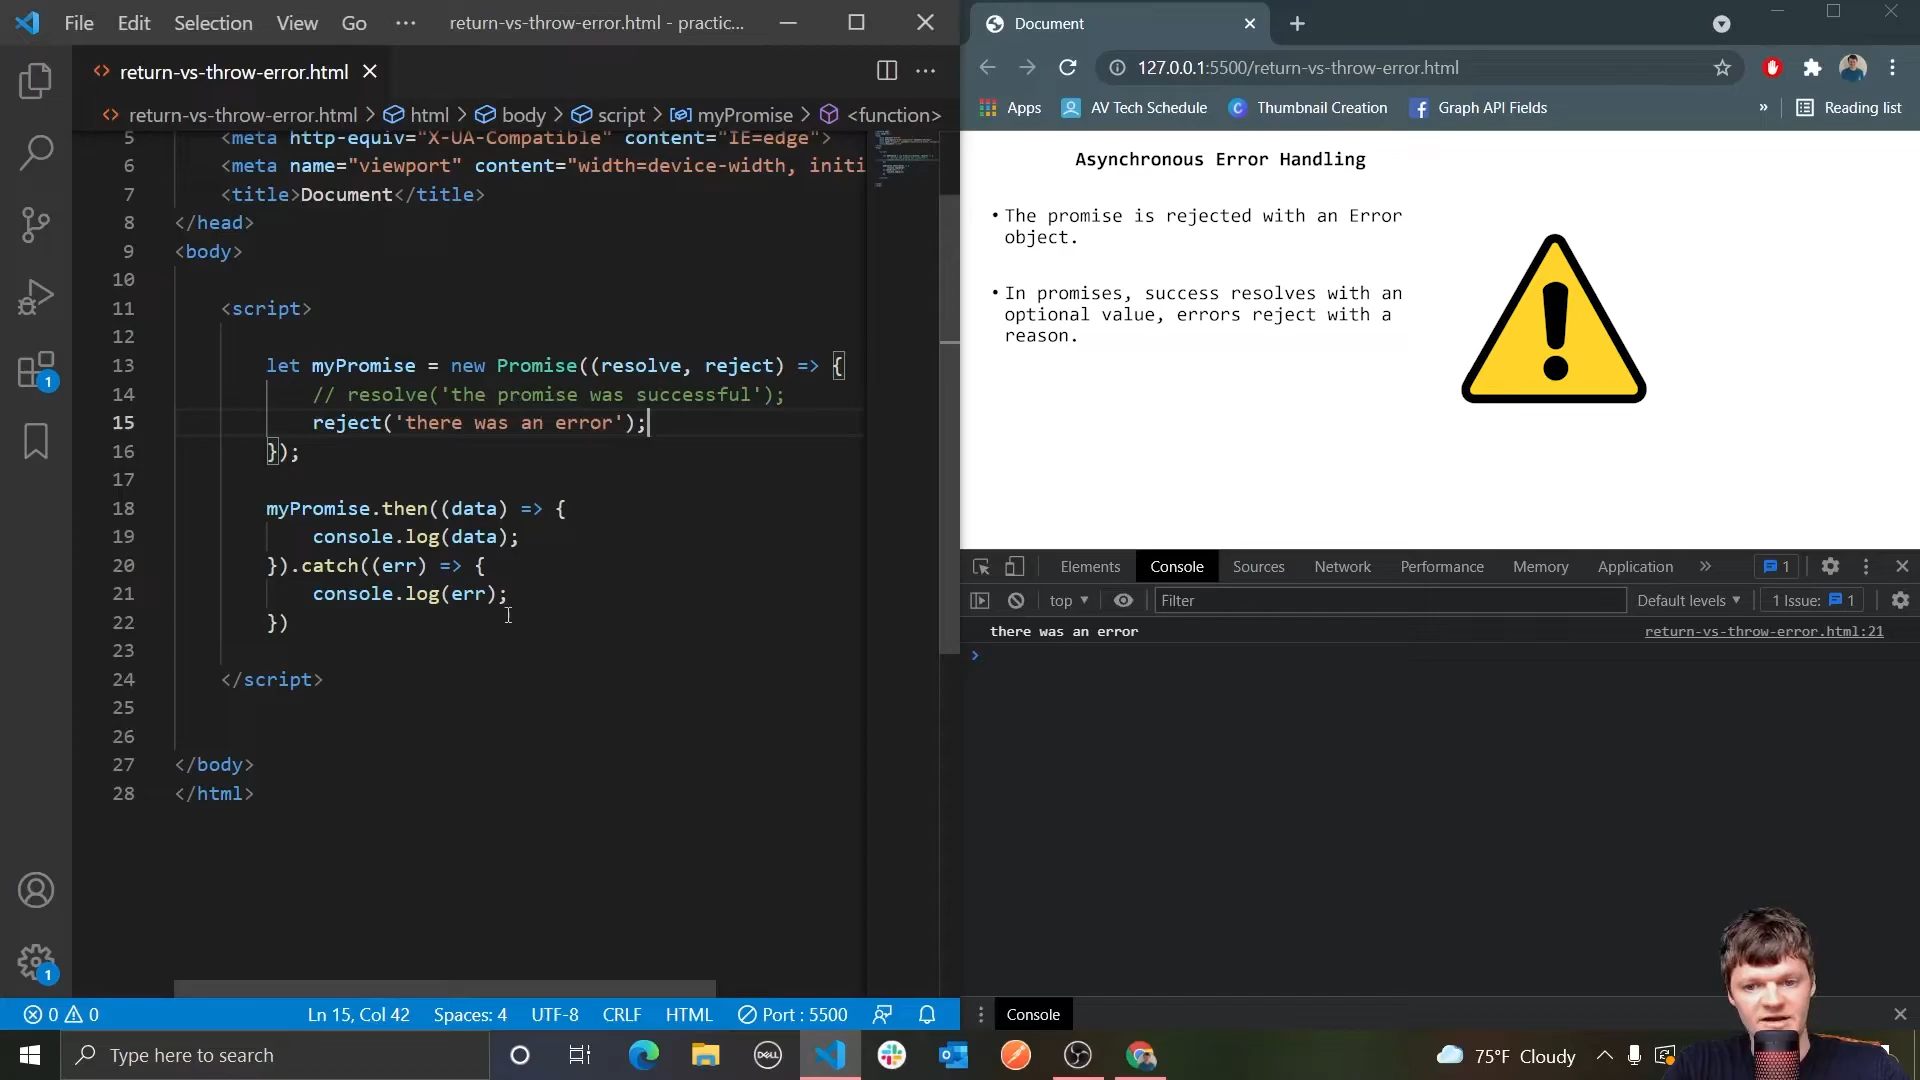 File Edit Selection View Go ··· return-vs-throw-error.html - practic...
return-vs-throw-error.html
return-vs-throw-error.html > html > body > script > myPromise > <function>
5 <meta http-equiv="X-UA-Compatible" content="IE=edge">
6 <meta name="viewport" content="width=device-width, initi
7 <title>Document</title>
8 </head>
9 <body>
10
11 <script>
12
13 let myPromise = new Promise((resolve, reject) => {
14 // resolve('the promise was successful');
15 reject('there was an error');
16 });
17
18 myPromise.then((data) => {
19 console.log(data);
20 }).catch((err) => {
21 console.log(err);
22 })
23
24 </script>
25
26
27 </body>
28 </html>
1
1
0 0 Ln 15, Col 42 Spaces: 4 UTF-8 CRLF HTML Port : 5500
Document
127.0.0.1:5500/return-vs-throw-error.html
Apps AV Tech Schedule Thumbnail Creation Graph API Fields » Reading list
Asynchronous Error Handling
• The promise is rejected with an Error
object.
• In promises, success resolves with an
optional value, errors reject with a
reason.
Elements Console Sources Network Performance Memory Application » 1
top Filter Default levels 1 Issue: 1
there was an error return-vs-throw-error.html:21
Console
Type here to search DELL 75°F Cloudy